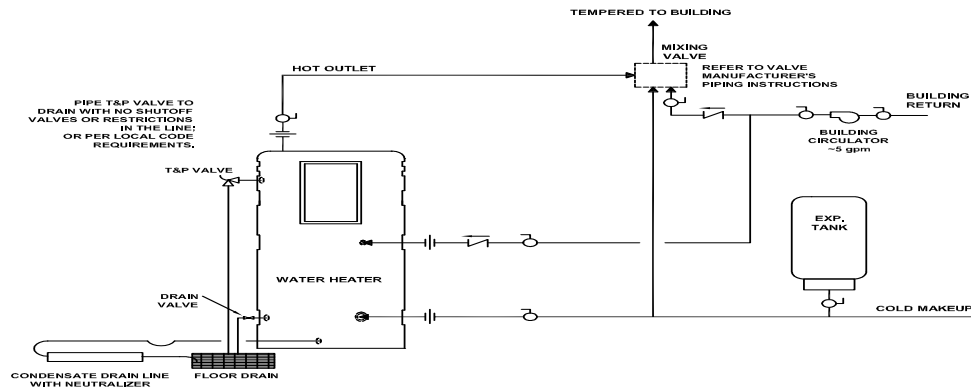 TEMPERED TO BUILDING
MIXING
VALVE
HOT OUTLET
REFER TO VALVE
MANUFACTURER'S
PIPING INSTRUCTIONS
PIPE T&P VALVE TO
DRAIN WITH NO SHUTOFF
VALVES OR RESTRICTIONS
IN THE LINE;
OR PER LOCAL CODE
REQUIREMENTS.
BUILDING
RETURN
BUILDING
CIRCULATOR
~5 gpm
T&P VALVE
EXP.
TANK
WATER HEATER
DRAIN
VALVE
COLD MAKEUP
CONDENSATE DRAIN LINE
WITH NEUTRALIZER
FLOOR DRAIN